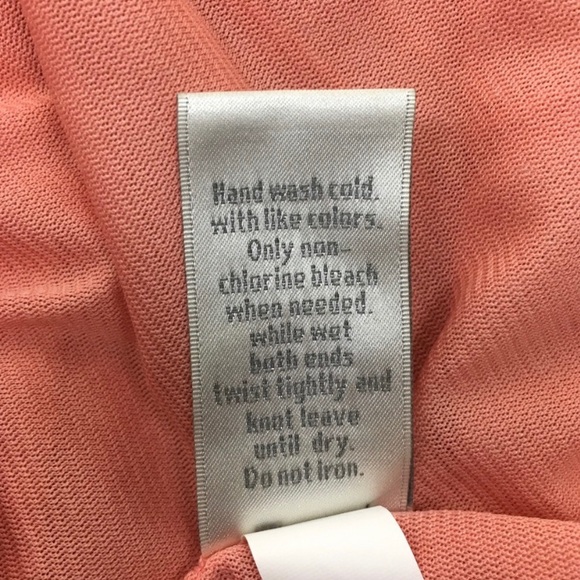 Hand wash cold.
with like colors.
Only non-
chlorine bleach
when needed.
while wet
both ends
twist tightly and
knot leave
until dry.
Do not iron.